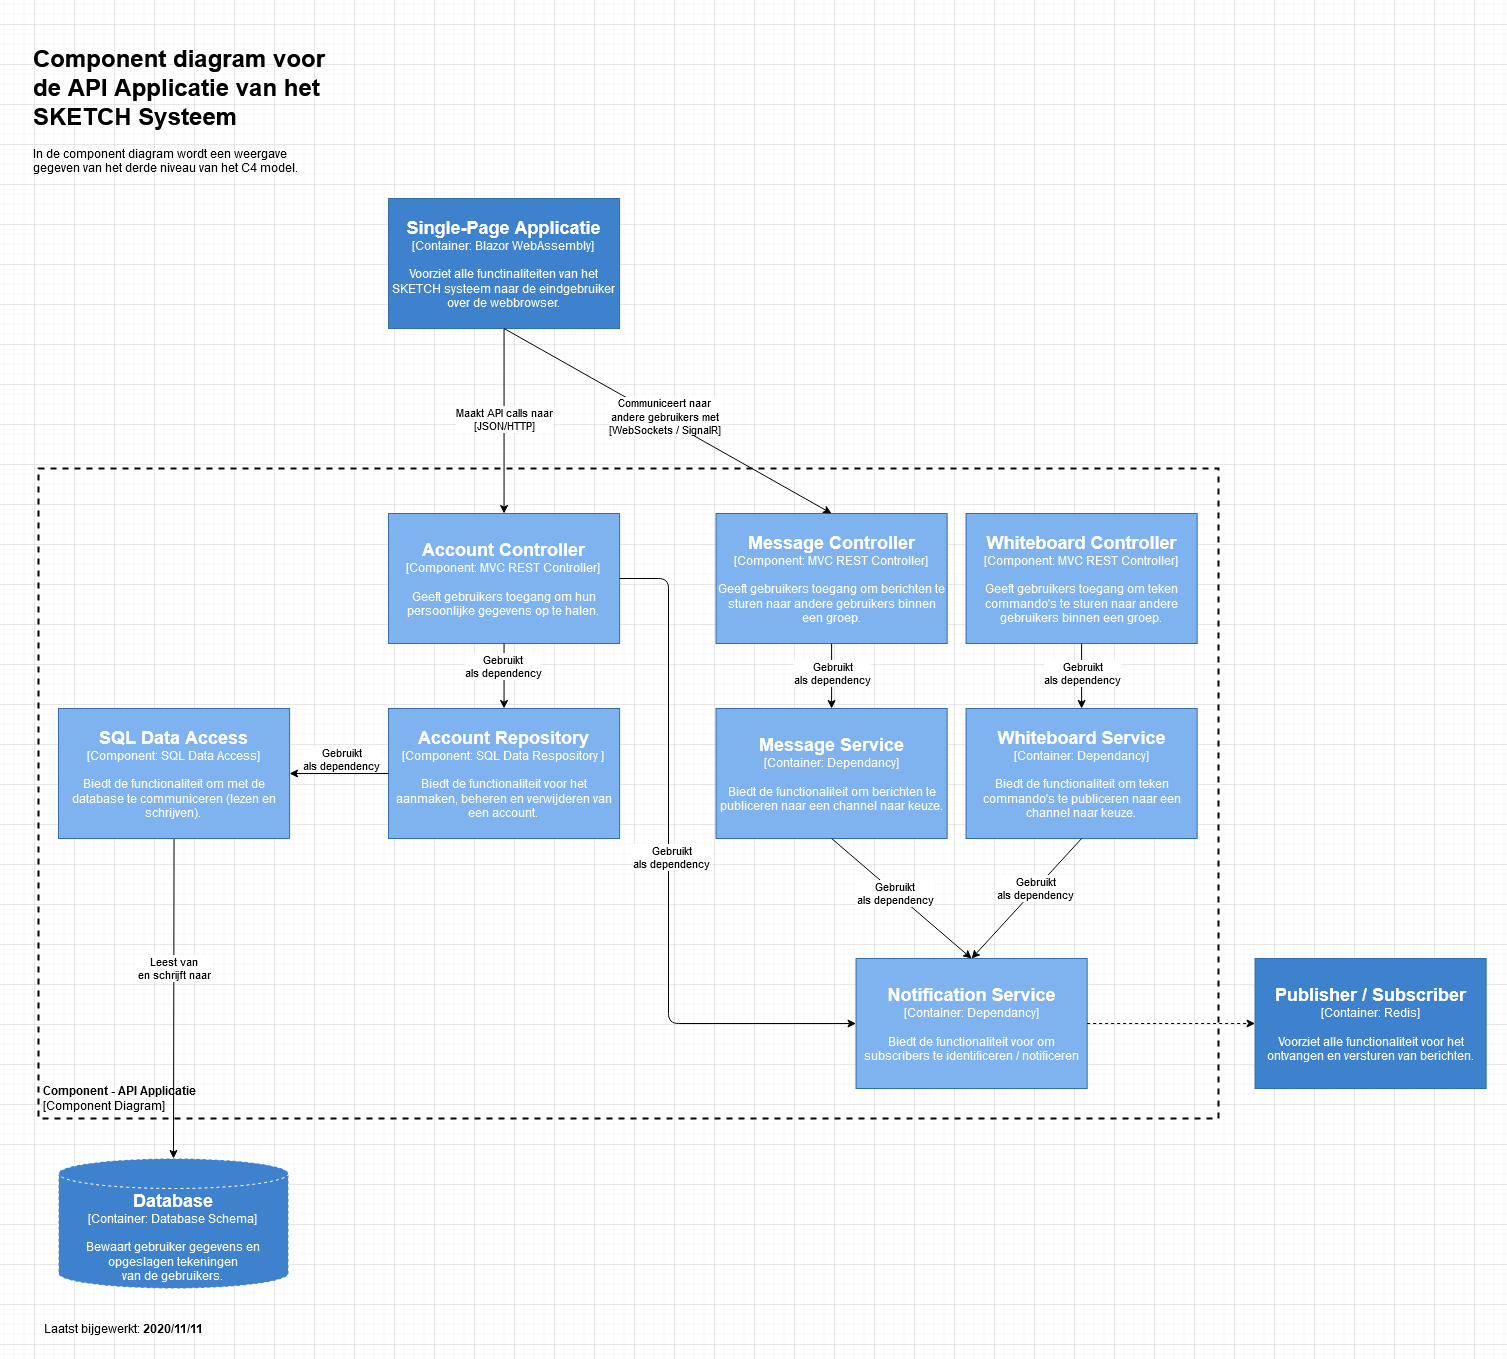 Component diagram voor
de API Applicatie van het
SKETCH Systeem
In de component diagram wordt een weergave
gegeven van het derde niveau van het C4 model.
Single-Page Applicatie
[Container: Blazor WebAssembly]
Voorziet alle functinaliteiten van het
SKETCH systeem naar de eindgebruiker
over de webbrowser.
Maakt API calls naar
[JSON/HTTP]
Communiceert naar
andere gebruikers met
[WebSockets / SignalR]
Account Controller
[Component: MVC REST Controller]
Geeft gebruikers toegang om hun
persoonlijke gegevens op te halen.
Message Controller
[Component: MVC REST Controller]
Geeft gebruikers toegang om berichten te
sturen naar andere gebruikers binnen
een groep.
Whiteboard Controller
[Component: MVC REST Controller]
Geeft gebruikers toegang om teken
commando's te sturen naar andere
gebruikers binnen een groep.
Gebruikt
als dependency
Gebruikt
als dependency
Gebruikt
als dependency
SQL Data Access
[Component: SQL Data Access]
Biedt de functionaliteit om met de
database te communiceren (lezen en
schrijven).
Gebruikt
als dependency
Account Repository
[Component: SQL Data Respository ]
Biedt de functionaliteit voor het
aanmaken, beheren en verwijderen van
een account.
Message Service
[Container: Dependancy]
Biedt de functionaliteit om berichten te
publiceren naar een channel naar keuze.
Whiteboard Service
[Container: Dependancy]
Biedt de functionaliteit om teken
commando's te publiceren naar een
channel naar keuze.
Gebruikt
als dependency
Gebruikt
als dependency
Gebruikt
als dependency
Leest van
en schrijft naar
Notification Service
[Container: Dependancy]
Biedt de functionaliteit voor om
subscribers te identificeren / notificeren
Publisher / Subscriber
[Container: Redis]
Voorziet alle functionaliteit voor het
ontvangen en versturen van berichten.
Component - API Applicatie
[Component Diagram]
Database
[Container: Database Schema]
Bewaart gebruiker gegevens en
opgeslagen tekeningen
van de gebruikers.
Laatst bijgewerkt: 2020/11/11